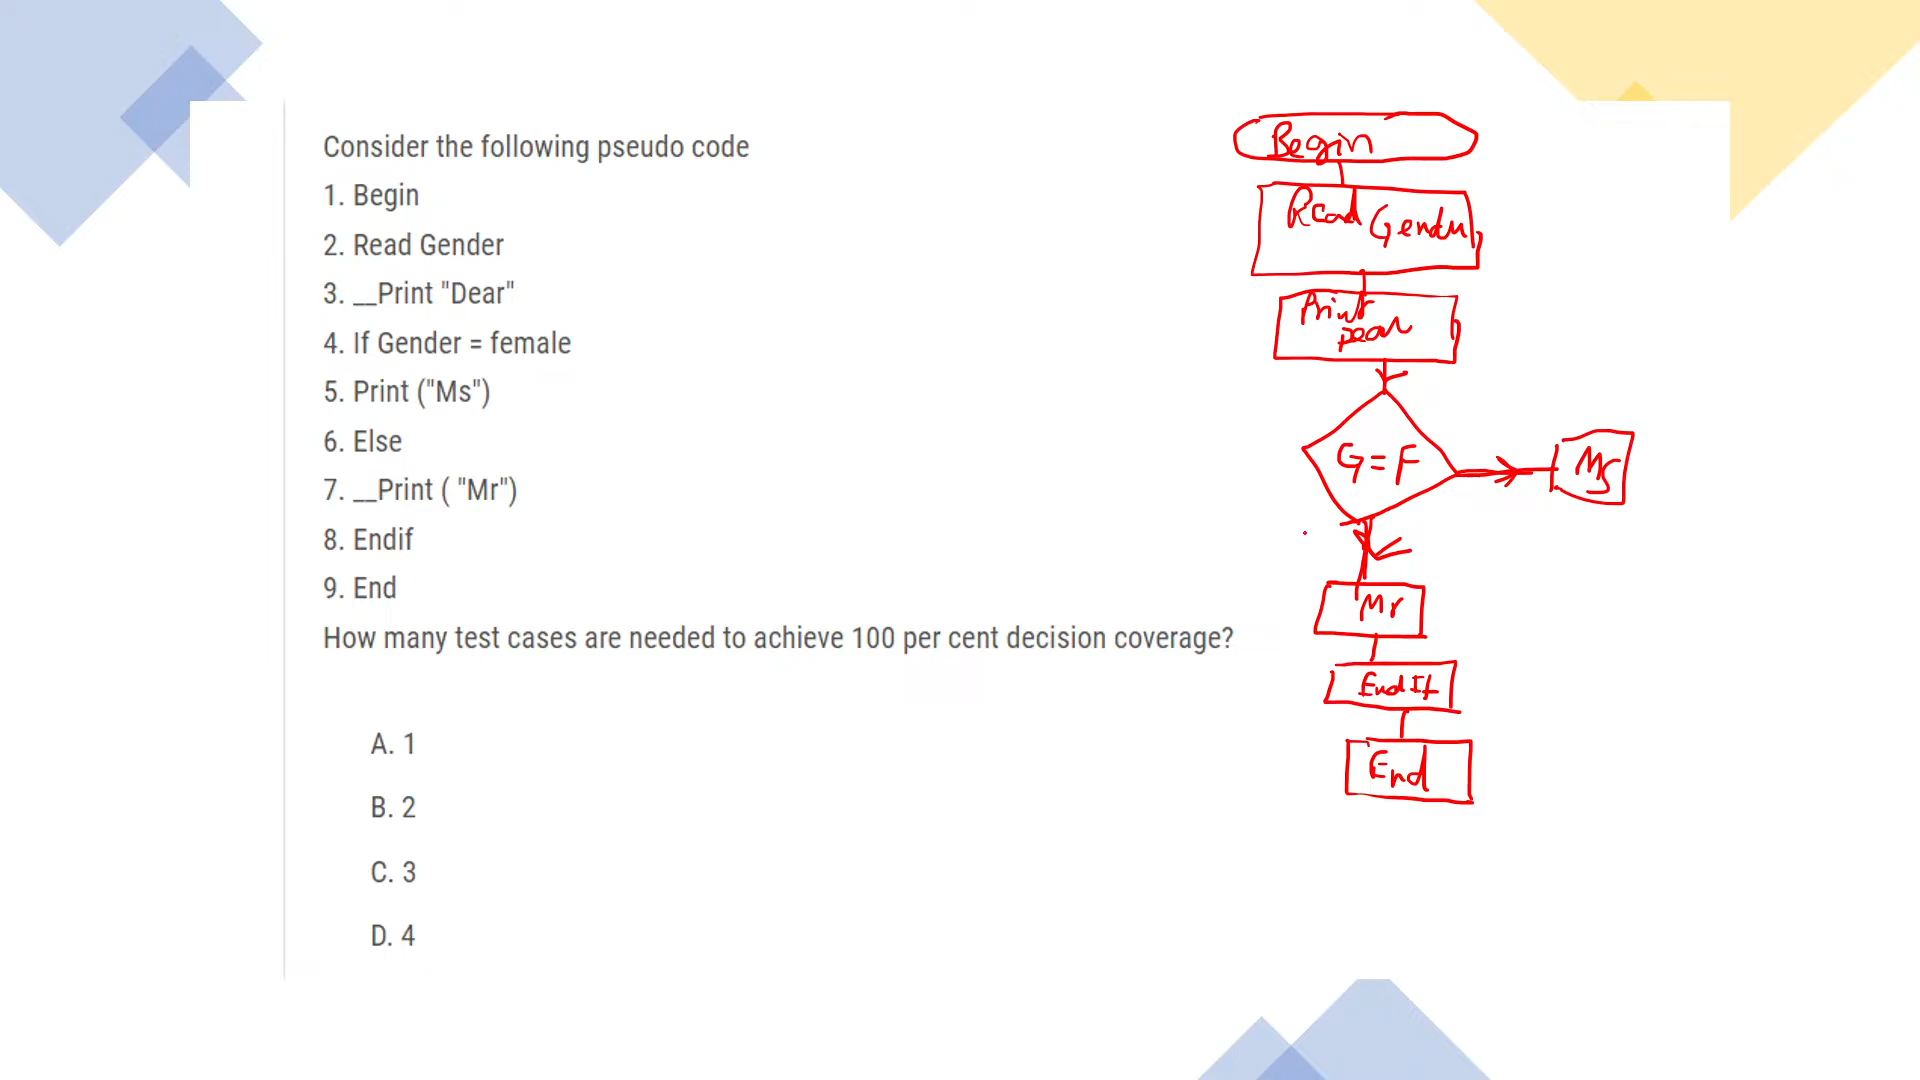 Consider the following pseudo code
1. Begin
2. Read Gender
3. __Print "Dear"
4. If Gender = female
5. Print ("Ms")
6. Else
7. __Print ( "Mr")
8. Endif
9. End
How many test cases are needed to achieve 100 per cent decision coverage?
A. 1
B. 2
C. 3
D. 4
Begin
Read Gender
Print
Dear
G=F
Ms
Mr
End If
End